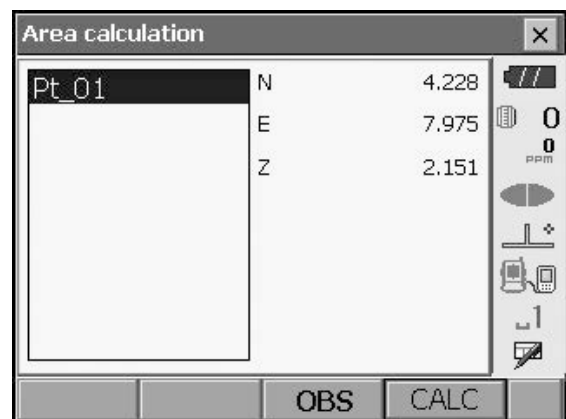 Area calculation
Pt_01
N 4.228
E 7.975
Z 2.151
0
0
PPM
1
OBS CALC